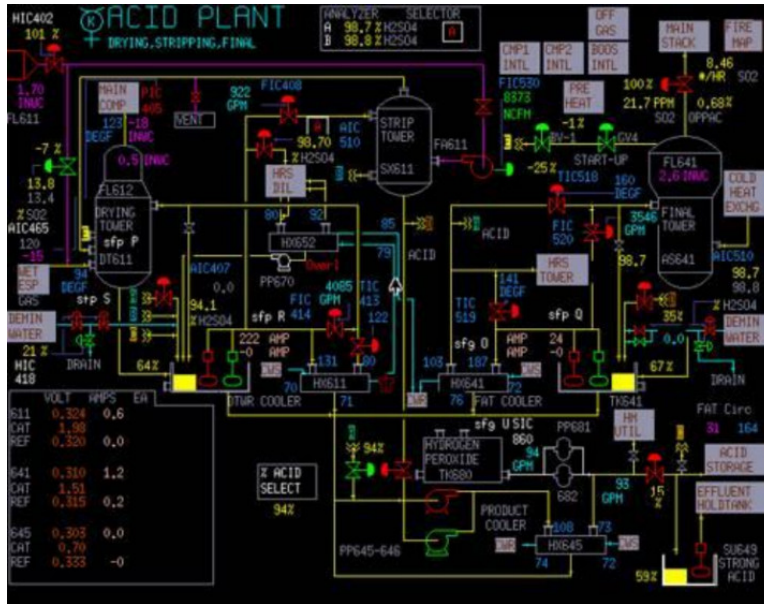 HIC402
101 %
ACID PLANT
DRYING,STRIPPING,FINAL
ANALYZER SELECTOR
A 98.7 % H2SO4
B 98.8 % H2SO4
A
OFF GAS
CMP1 INTL
CMP2 INTL
BOOS INTL
MAIN STACK
FIRE MAP
8.46 #/HR SO2
100%
21.7 PPM SO2
0.68% OPPAC
1.70 INWC
FL611
MAIN COMP
PIC 465
123 DEGF
-18 INWC
0.5 INWC
VENT
922 GPM
FIC408
A
98.70
% H2SO4
AIC 510
STRIP TOWER
SX611
FA611
FIC530
8373 NCFM
PRE HEAT
-1%
BV-1
GV4
START-UP
-25%
TIC518
160 DEGF
FL641
2.6 INWC
FINAL TOWER
AS641
COLD HEAT EXCHG
-7 %
13.8
13.4
% SO2
AIC465
120
-15
FL612
DRYING TOWER
sfp P
DT611
WET ESP GAS
94 DEGF
HRS DIL
80
92
HX652
PP670
85
79
ACID
ACID
3546 GPM
FIC 520
98.7
AIC510
98.7
98.8
% H2SO4
HRS TOWER
AIC407
0.0
94.1
% H2SO4
sfp R
FIC 414
4085 GPM
TIC 413
122
141 DEGF
TIC 519
sfg O
sfp Q
35%
0.0
DEMIN WATER
21 %
HIC 418
DRAIN
64%
222 AMP
-0 AMP
131
80
CWS
70
HX611
71
DTWR COOLER
103
187
CWR
HX641
CWS
72
76
FAT COOLER
AMP 24
AMP -0
TK641
67%
DEMIN WATER
DRAIN
VOLT AMPS EA
611 0.324 0.6
CAT 1.98
REF 0.320 0.0
641 0.310 1.2
CAT 1.51
REF 0.315 0.2
645 0.303 0.0
CAT 0.70
REF 0.333 -0
% ACID SELECT
94%
94%
sfg U SIC
860
HYDROGEN PEROXIDE
TK680
94 GPM
PP681
682
HM UTIL
93 GPM
15 %
FAT Circ
31 164
ACID STORAGE
EFFLUENT HOLDTANK
PRODUCT COOLER
PP645-646
108
73
CWR
HX645
CWS
74
72
59%
SU649
STRONG ACID